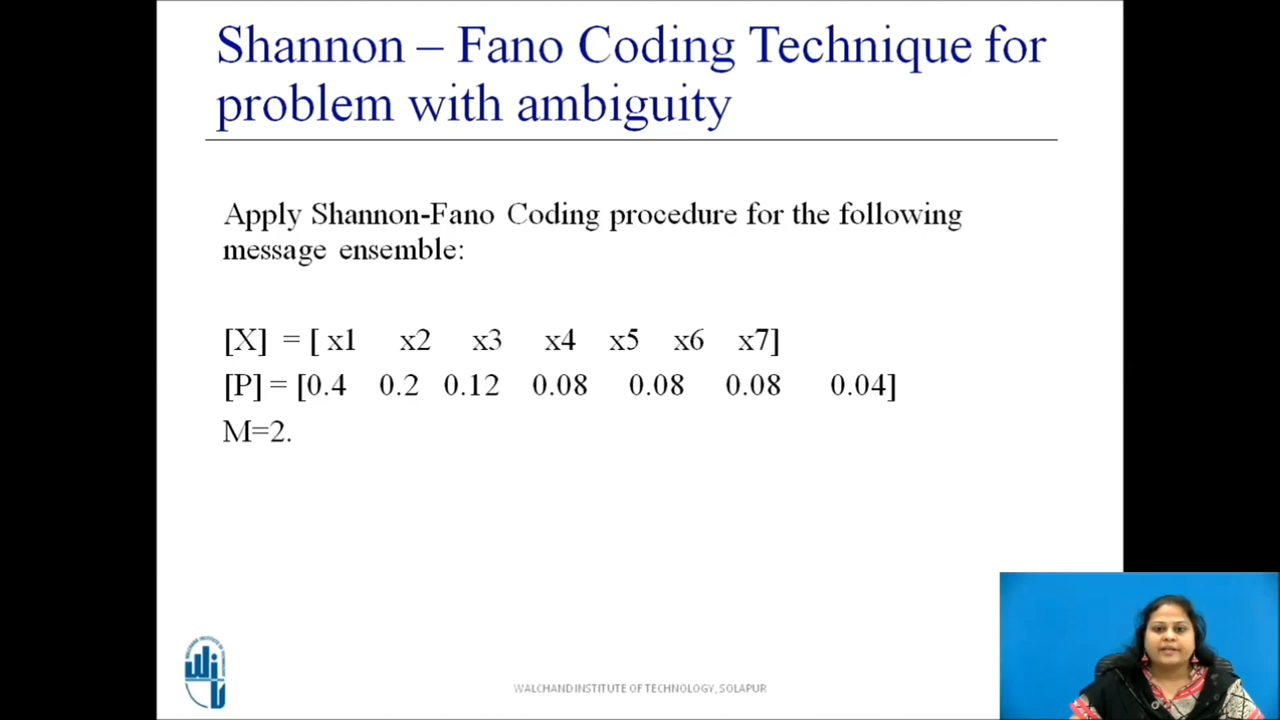 Shannon – Fano Coding Technique for
problem with ambiguity
Apply Shannon-Fano Coding procedure for the following
message ensemble:
[X] = [ x1 x2 x3 x4 x5 x6 x7]
[P] = [0.4 0.2 0.12 0.08 0.08 0.08 0.04]
M=2.
WALCHAND INSTITUTE OF TECHNOLOGY, SOLAPUR